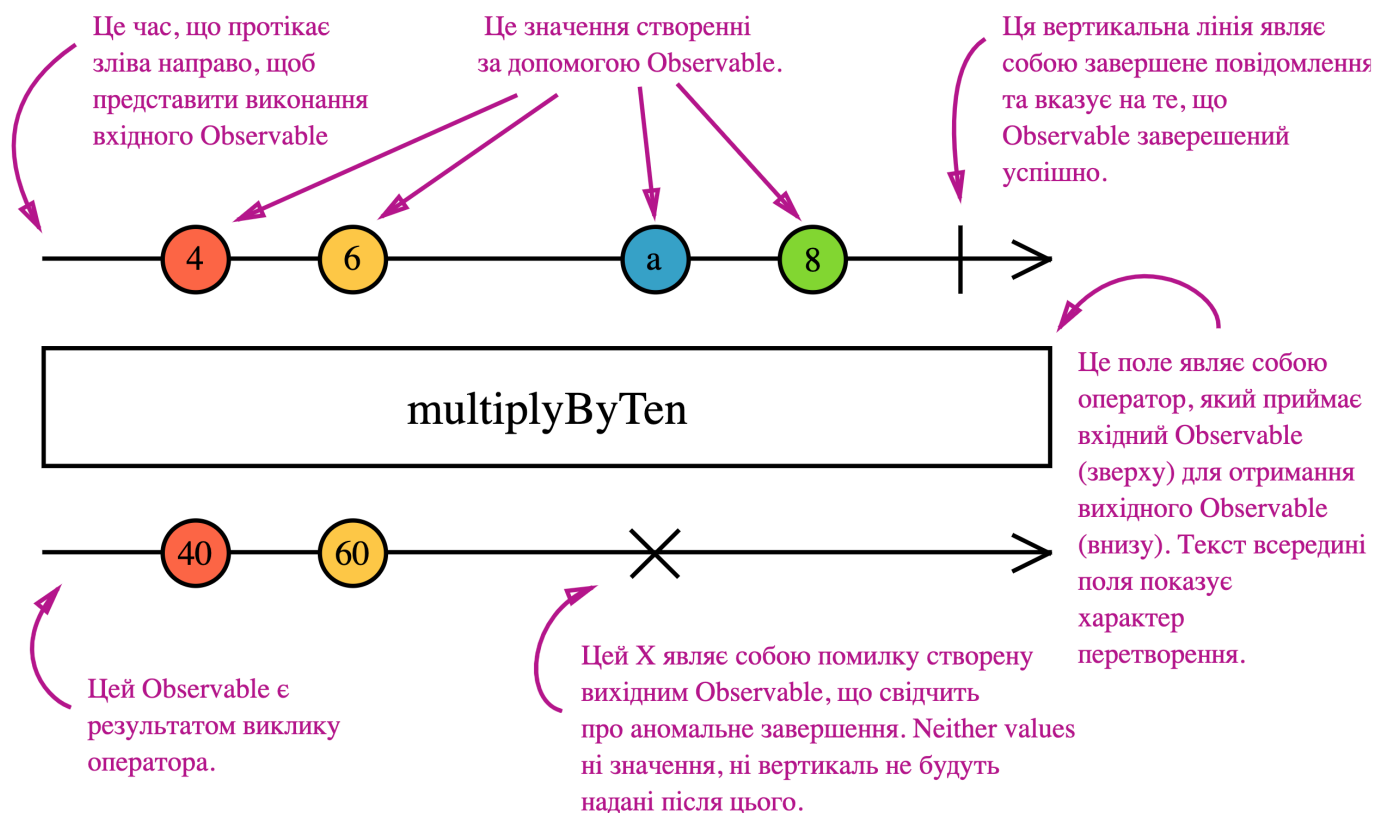 Це час, що протікає
зліва направо, щоб
представити виконання
вхідного Observable
Це значення створенні
за допомогою Observable.
Ця вертикальна лінія являє
собою завершене повідомлення
та вказує на те, що
Observable заверешений
успішно.
4
6
a
8
multiplyByTen
Це поле являє собою
оператор, який приймає
вхідний Observable
(зверху) для отримання
вихідного Observable
(внизу). Текст всередині
поля показує
характер
перетворення.
40
60
Цей Observable є
результатом виклику
оператора.
Цей X являє собою помилку створену
вихідним Observable, що свідчить
про аномальне завершення. Neither values
ні значення, ні вертикаль не будуть
надані після цього.